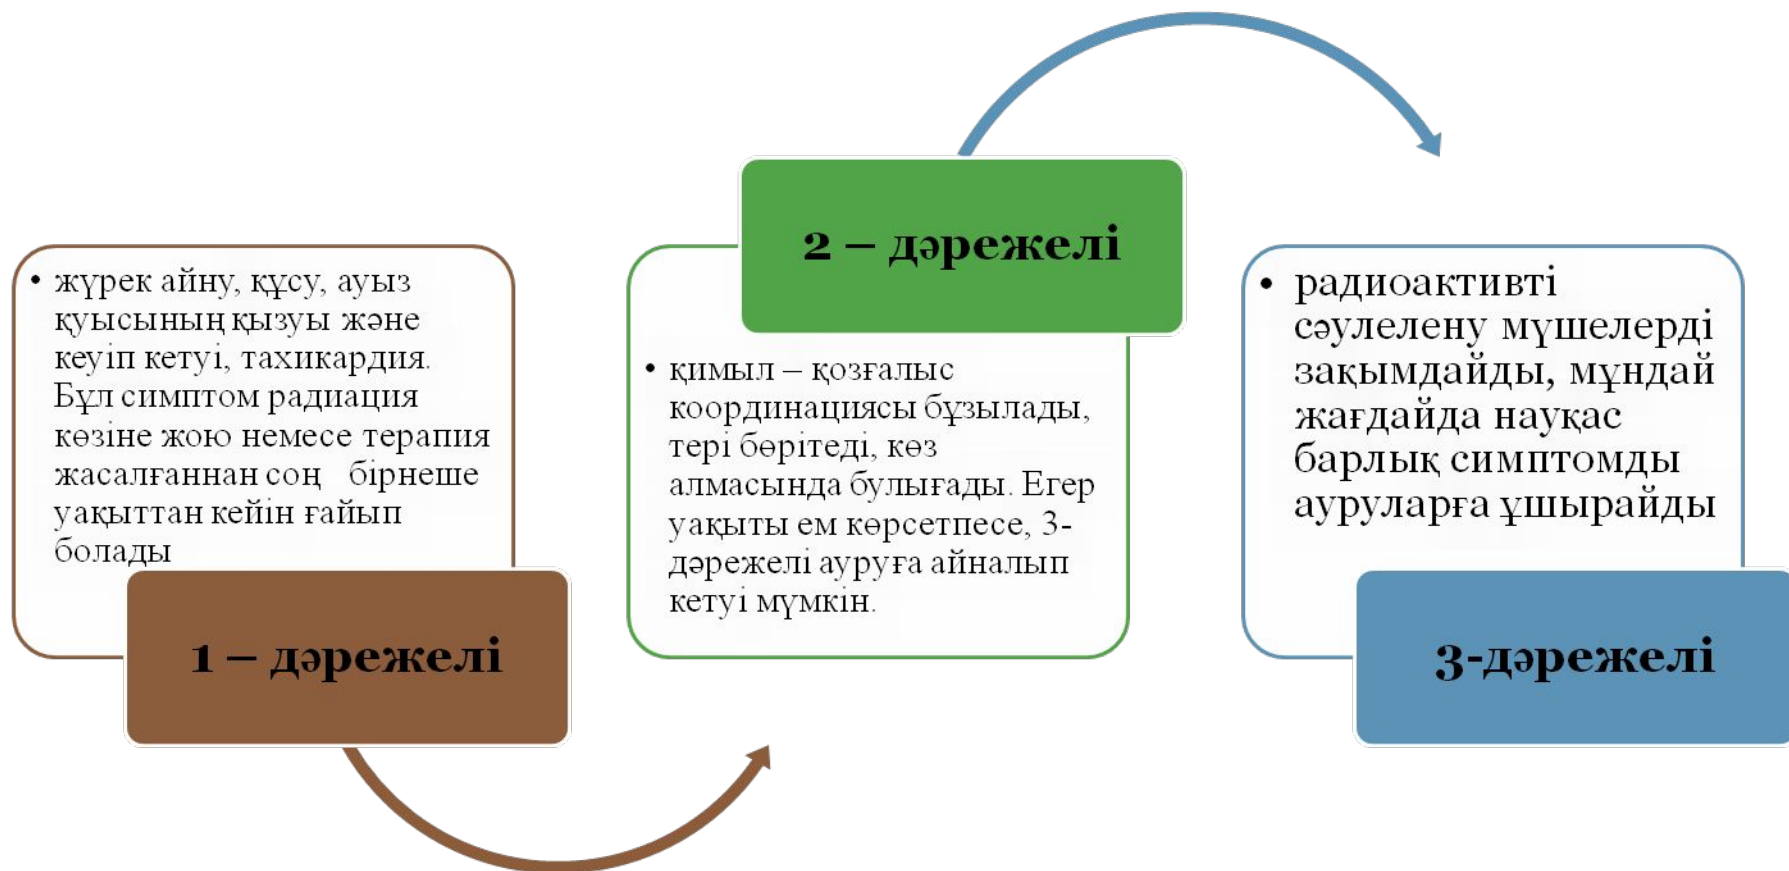 • жүрек айну, құсу, ауыз
қуысының қызуы және
кеуіп кетуі, тахикардия.
Бұл симптом радиация
көзіне жою немесе терапия
жасалғаннан соң бірнеше
уақыттан кейін ғайып
болады
1 – дәрежелі
2 – дәрежелі
• қимыл – қозғалыс
координациясы бұзылады,
тері бөрітеді, көз
алмасында булығады. Егер
уақыты ем көрсетпесе, 3-
дәрежелі ауруға айналып
кетуі мүмкін.
• радиоактивті
сәулелену мүшелерді
зақымдайды, мұндай
жағдайда науқас
барлық симптомды
ауруларға ұшырайды
3-дәрежелі